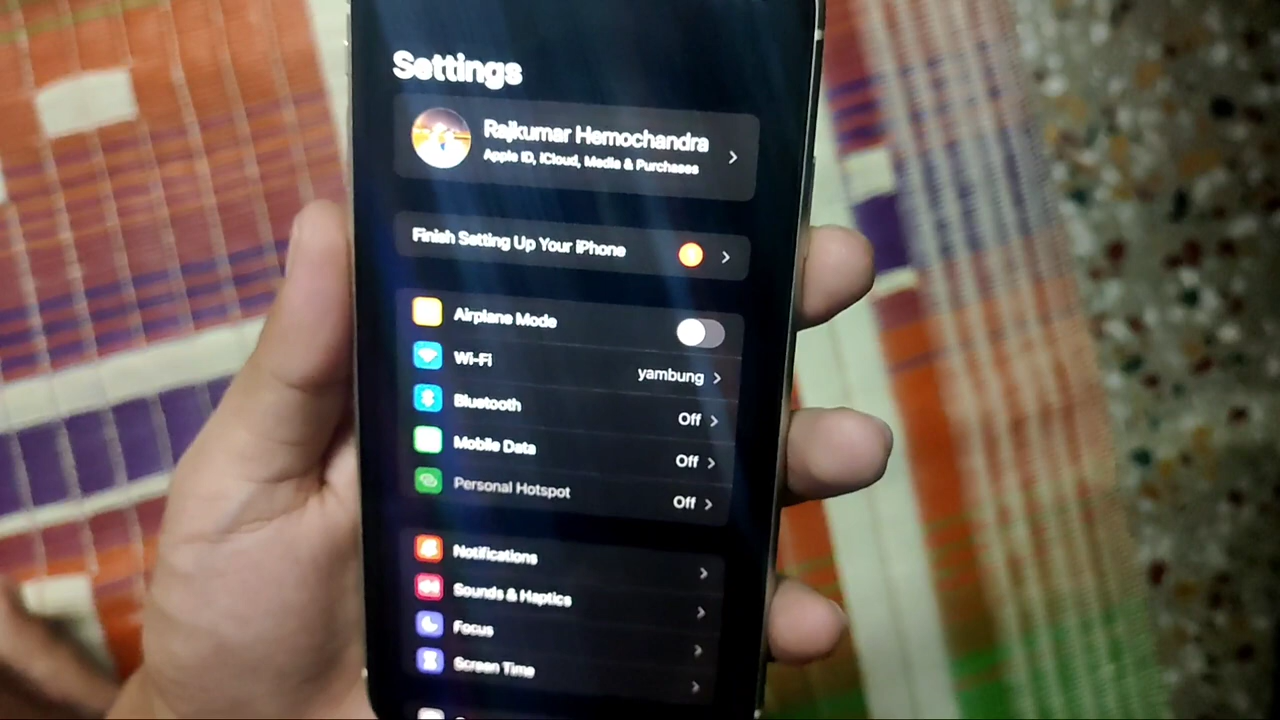 Settings
Rajkumar Hemochandra
Apple ID, iCloud, Media & Purchases
Finish Setting Up Your iPhone
Airplane Mode
Wi-Fi yambung
Bluetooth Off
Mobile Data Off
Personal Hotspot Off
Notifications
Sounds & Haptics
Focus
Screen Time